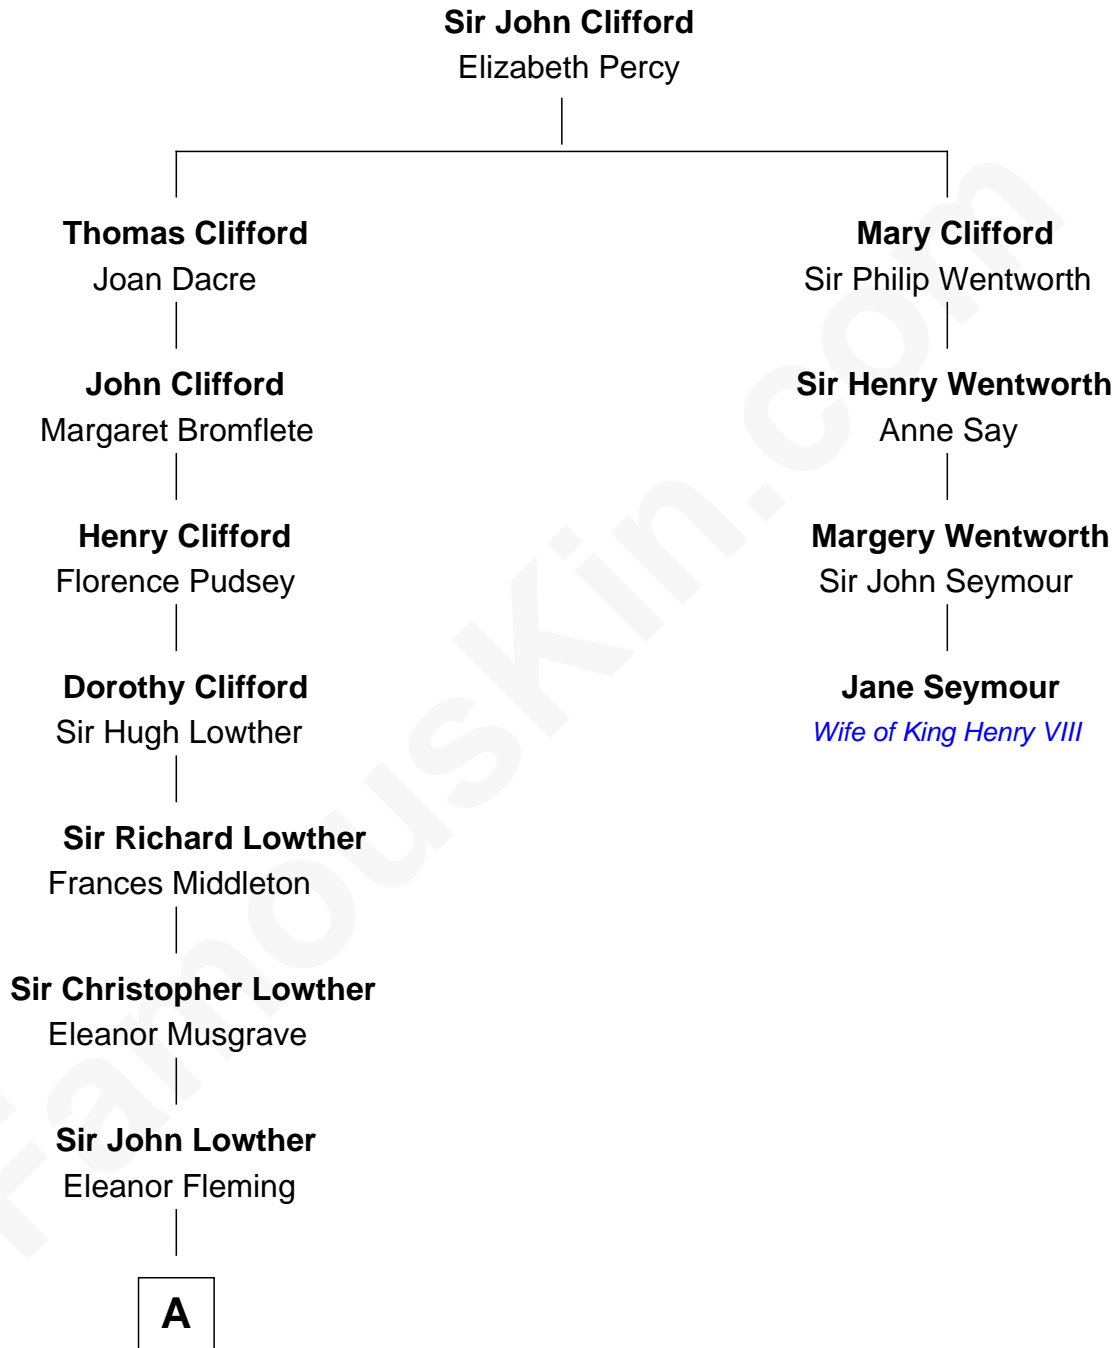 Sir John Clifford
Elizabeth Percy
Thomas Clifford
Joan Dacre
Mary Clifford
Sir Philip Wentworth
John Clifford
Margaret Bromflete
Sir Henry Wentworth
Anne Say
Henry Clifford
Florence Pudsey
Margery Wentworth
Sir John Seymour
Dorothy Clifford
Sir Hugh Lowther
Jane Seymour
Wife of King Henry VIII
Sir Richard Lowther
Frances Middleton
Sir Christopher Lowther
Eleanor Musgrave
Sir John Lowther
Eleanor Fleming
A
FamousKin.com